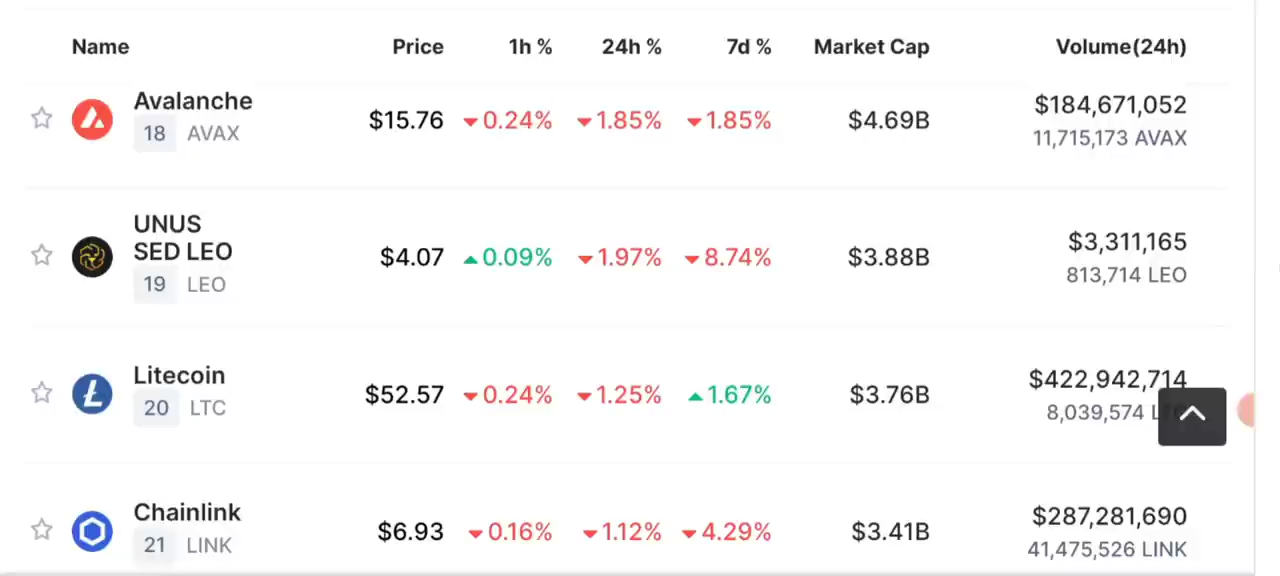 Name Price 1h % 24h % 7d % Market Cap Volume(24h)
Avalanche
18 AVAX
$15.76 0.24% 1.85% 1.85% $4.69B
$184,671,052
11,715,173 AVAX
UNUS
SED LEO
19 LEO
$4.07 0.09% 1.97% 8.74% $3.88B
$3,311,165
813,714 LEO
Litecoin
20 LTC
$52.57 0.24% 1.25% 1.67% $3.76B
$422,942,714
8,039,574
Chainlink
21 LINK
$6.93 0.16% 1.12% 4.29% $3.41B
$287,281,690
41,475,526 LINK